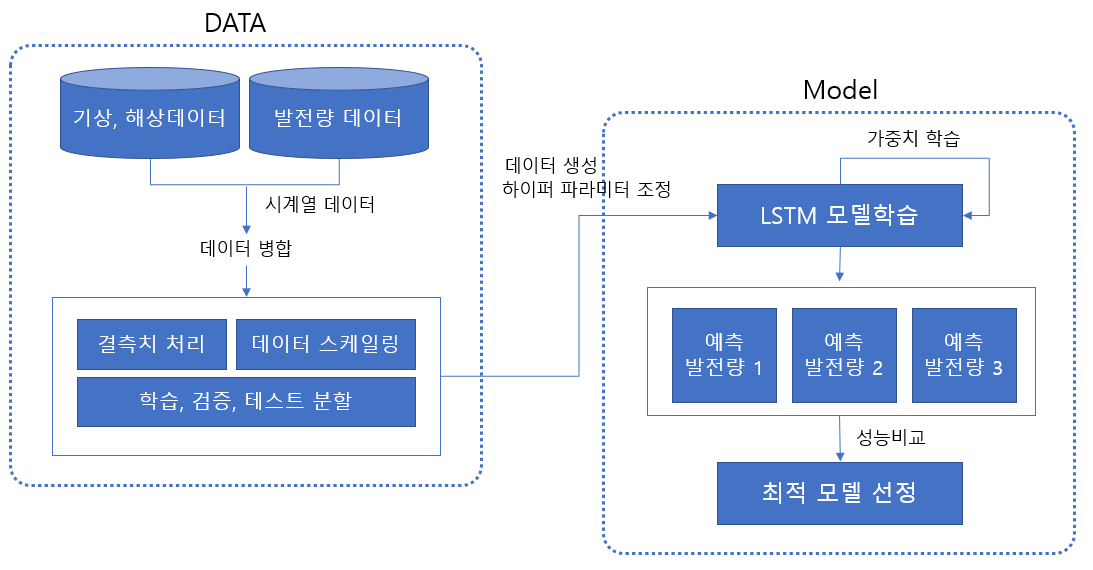 DATA
기상, 해상데이터
발전량 데이터
시계열 데이터
데이터 병합
결측치 처리
데이터 스케일링
학습, 검증, 테스트 분할
데이터 생성
하이퍼 파라미터 조정
Model
가중치 학습
LSTM 모델학습
예측
발전량 1
예측
발전량 2
예측
발전량 3
성능비교
최적 모델 선정